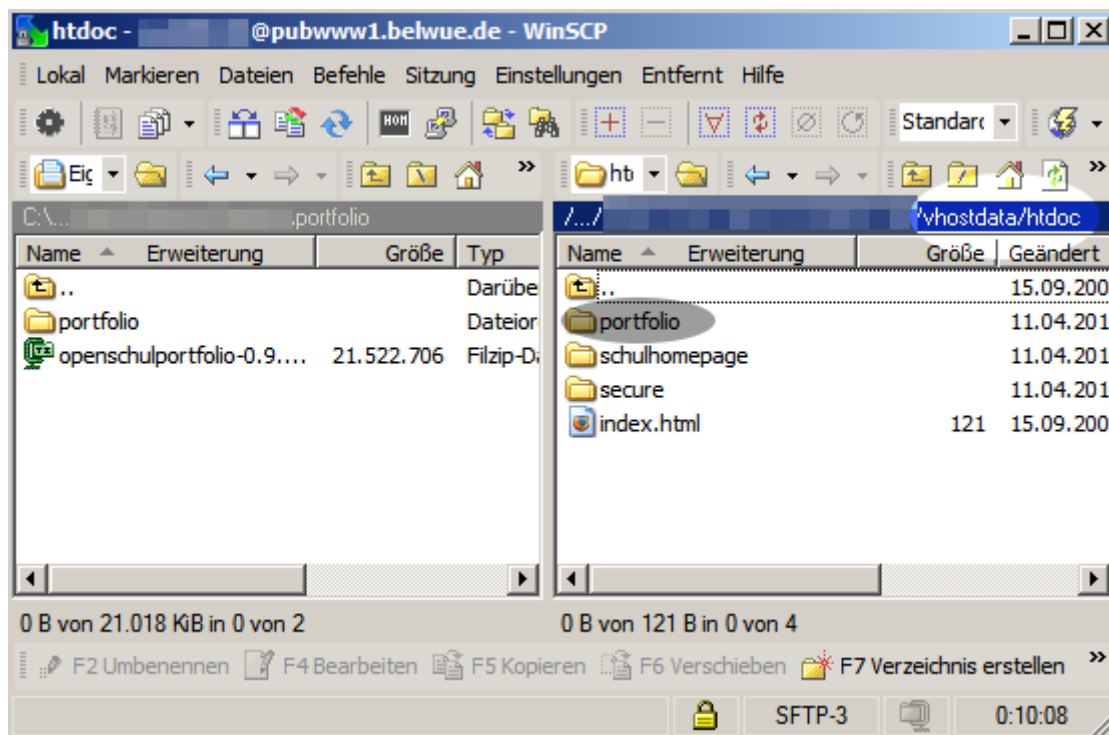 htdoc - @pubwww1.belwue.de - WinSCP
Lokal Markieren Dateien Befehle Sitzung Einstellungen Entfernt Hilfe
Standarc
Eig
htd
C:\... .portfolio
/.../ /vhostdata/htdoc
Name Erweiterung Größe Typ
Name Erweiterung Größe Geändert
.. Darübe
.. 15.09.200
portfolio Dateior
portfolio 11.04.201
openschulportfolio-0.9.... 21.522.706 Filzip-Da
schulhomepage 11.04.201
secure 11.04.201
index.html 121 15.09.200
0 B von 21.018 KiB in 0 von 2
0 B von 121 B in 0 von 4
F2 Umbenennen F4 Bearbeiten F5 Kopieren F6 Verschieben F7 Verzeichnis erstellen »
SFTP-3 0:10:08